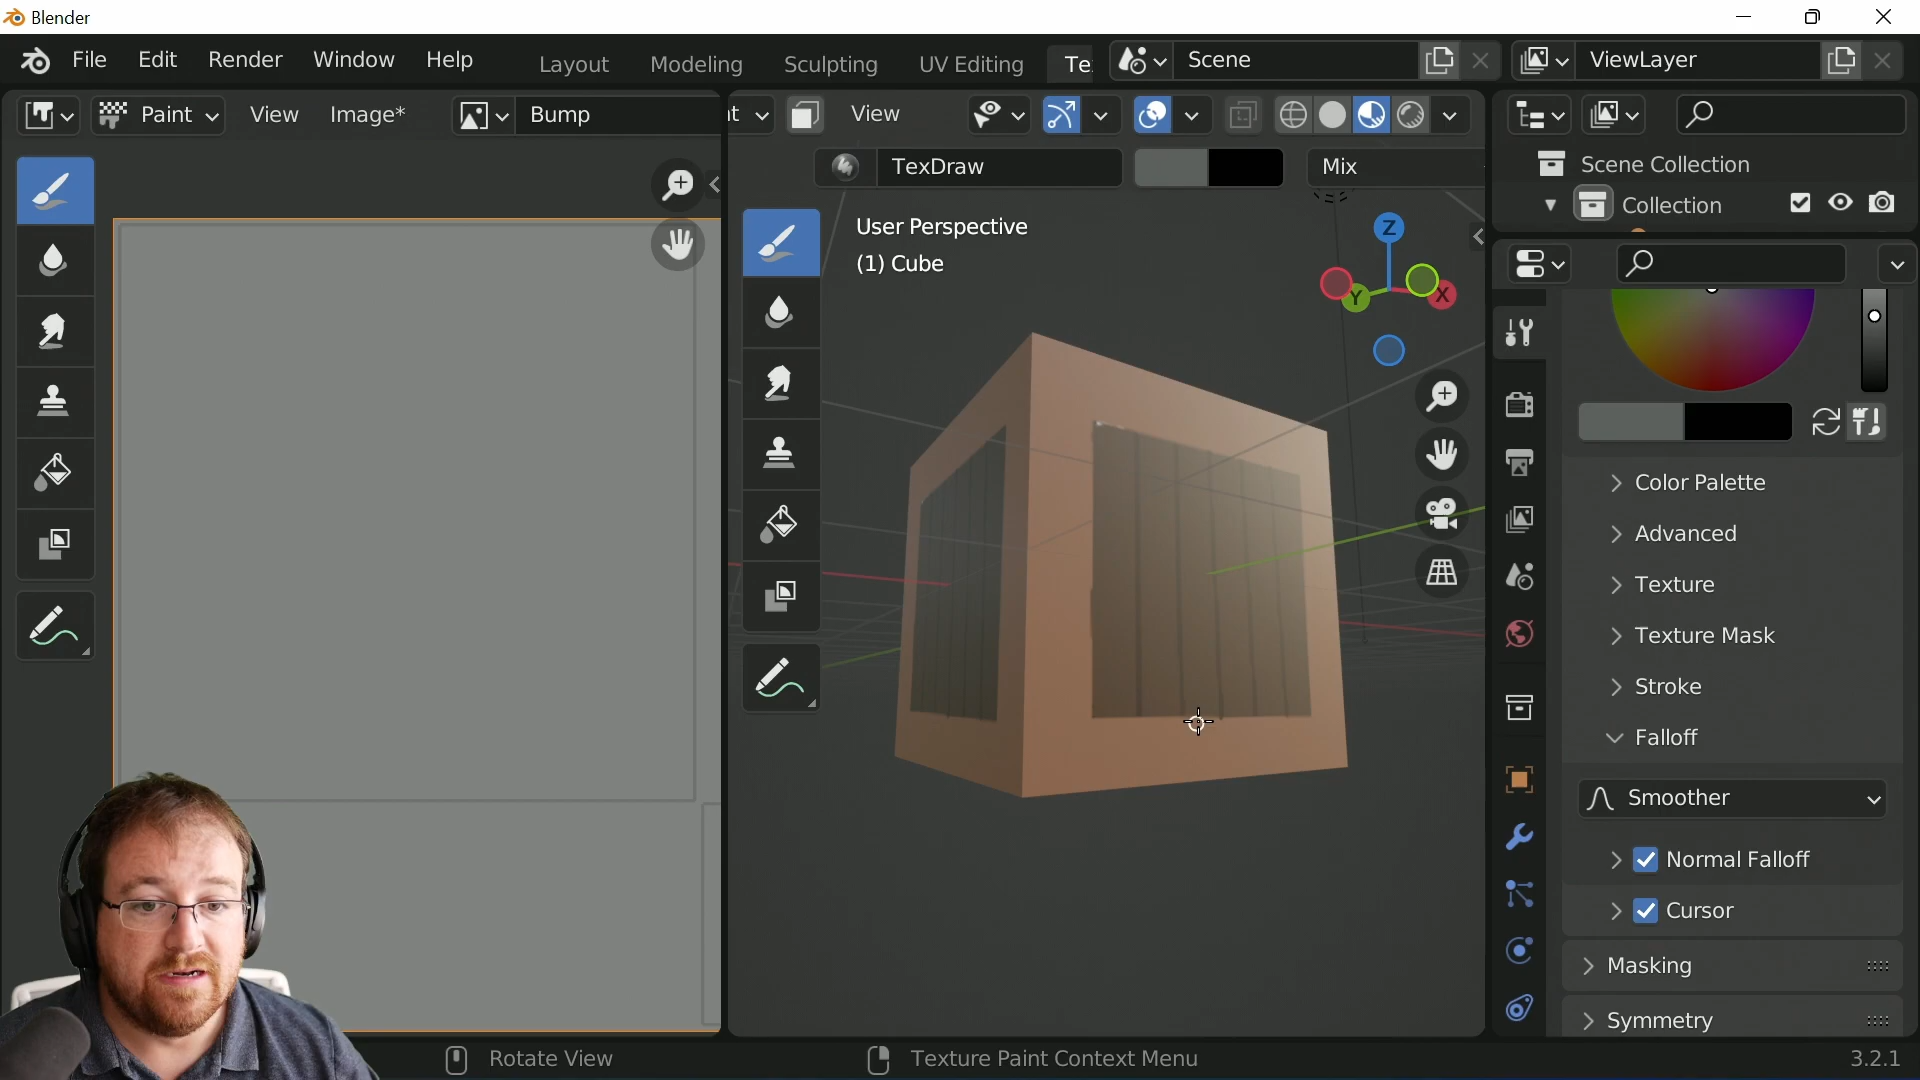 Blender
File Edit Render Window Help Layout Modeling Sculpting UV Editing Te Scene ViewLayer
Paint View Image* Bump
nt View
TexDraw Mix
User Perspective
(1) Cube
Z
Y X
Scene Collection
Collection
Color Palette
Advanced
Texture
Texture Mask
Stroke
Falloff
Smoother
Normal Falloff
Cursor
Masking
Symmetry
Rotate View Texture Paint Context Menu 3.2.1